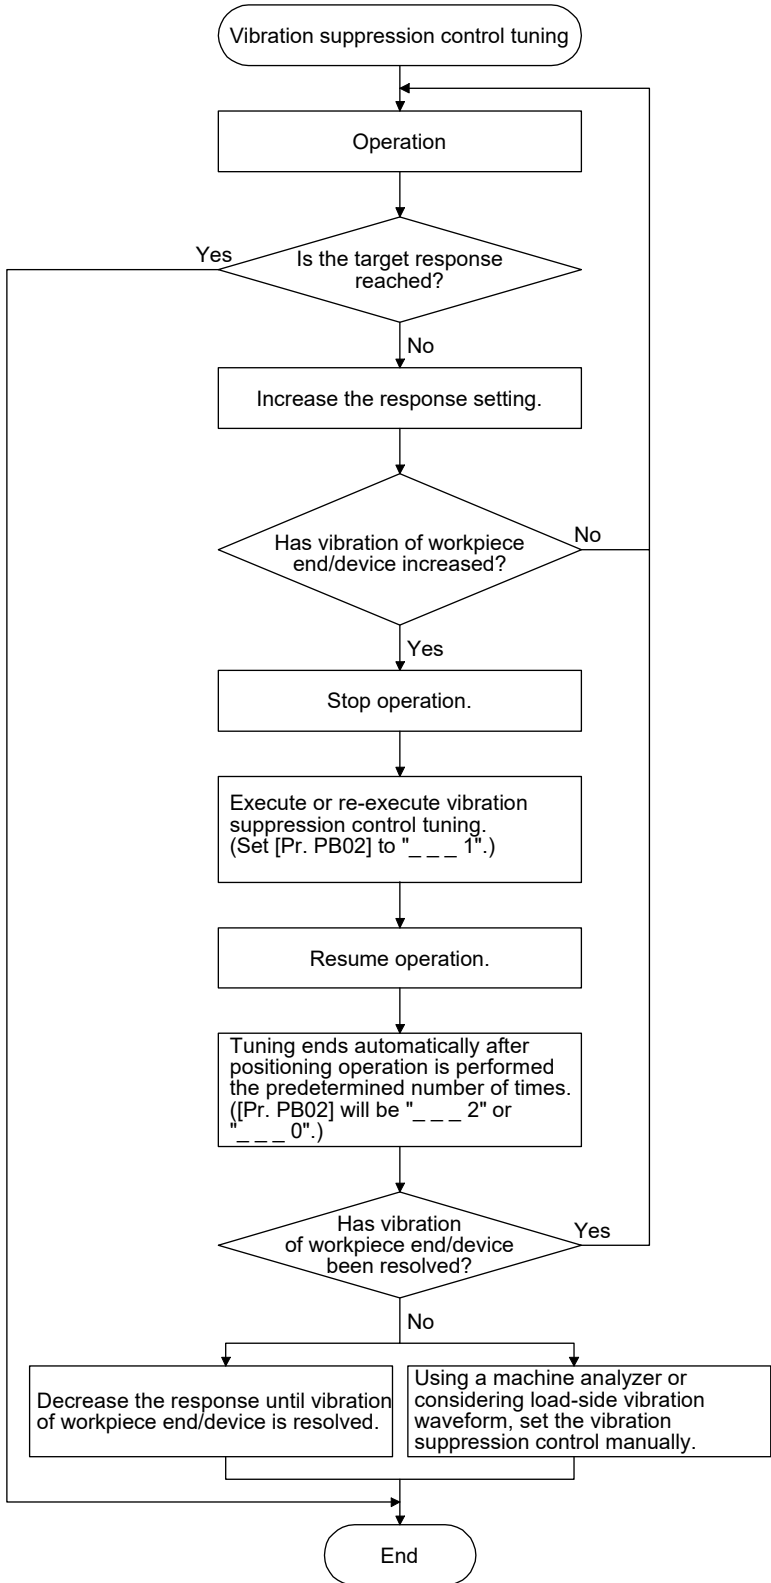 Vibration suppression control tuning
Operation
Yes
Is the target response
reached?
No
Increase the response setting.
Has vibration of workpiece
end/device increased?
No
Yes
Stop operation.
Execute or re-execute vibration
suppression control tuning.
(Set [Pr. PB02] to "_ _ _ 1".)
Resume operation.
Tuning ends automatically after
positioning operation is performed
the predetermined number of times.
([Pr. PB02] will be "_ _ _ 2" or
"_ _ _ 0".)
Has vibration
of workpiece end/device
been resolved?
Yes
No
Decrease the response until vibration
of workpiece end/device is resolved.
Using a machine analyzer or
considering load-side vibration
waveform, set the vibration
suppression control manually.
End